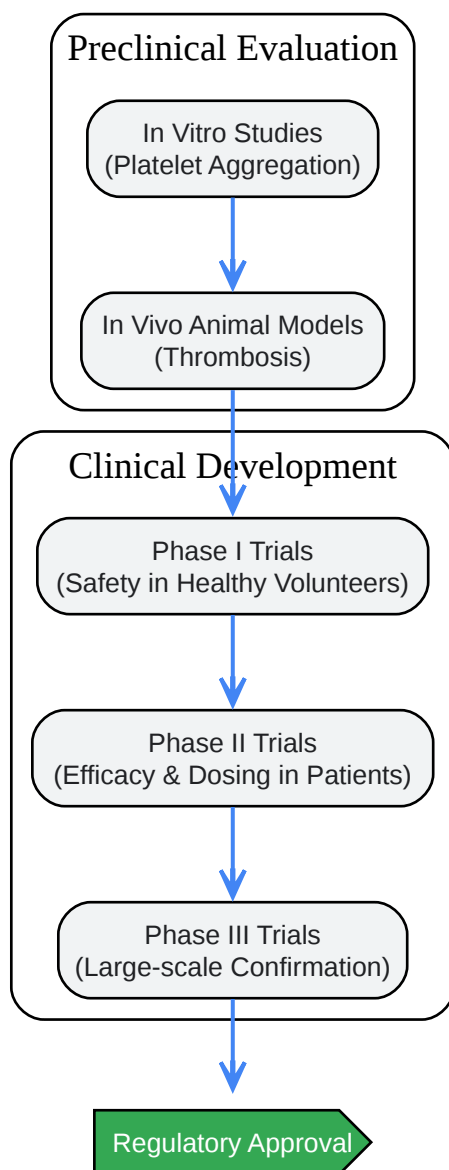 Preclinical Evaluation
In Vitro Studies
(Platelet Aggregation)
In Vivo Animal Models
(Thrombosis)
Clinical Development
Phase I Trials
(Safety in Healthy Volunteers)
Phase II Trials
(Efficacy & Dosing in Patients)
Phase III Trials
(Large-scale Confirmation)
Regulatory Approval